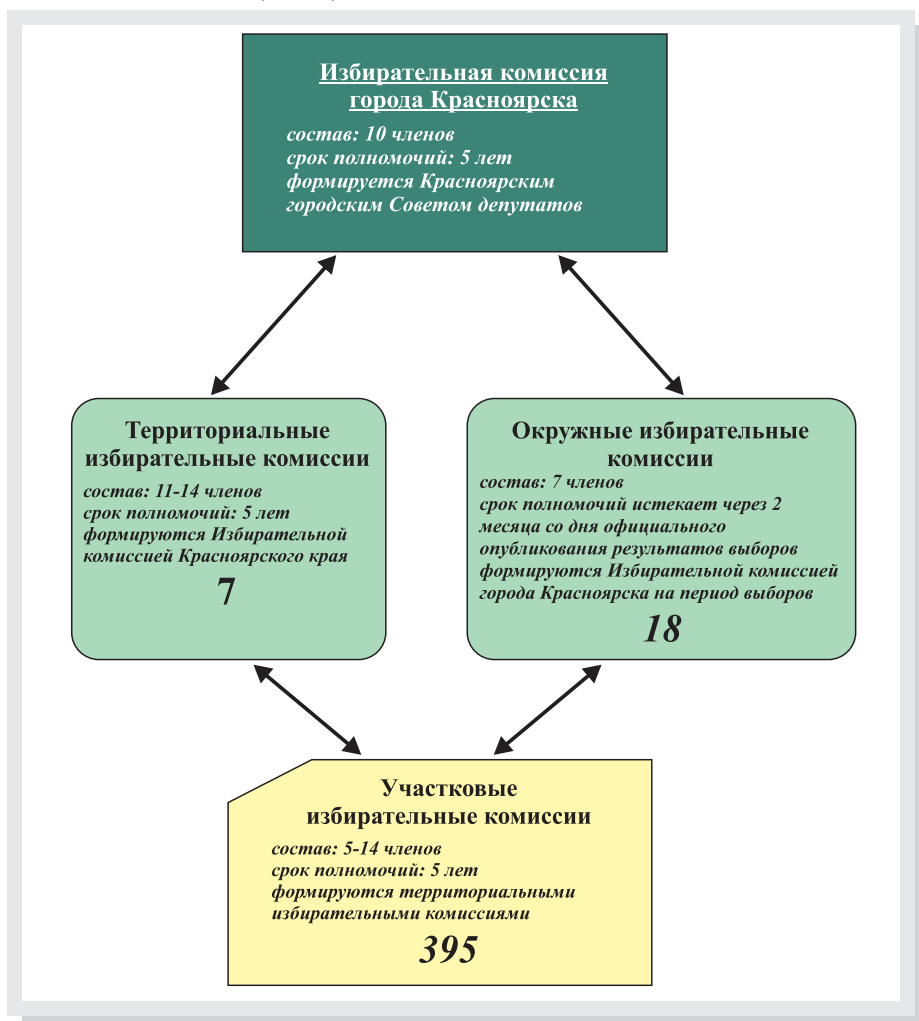 Избирательная комиссия
города Красноярска
состав: 10 членов
срок полномочий: 5 лет
формируется Красноярским
городским Советом депутатов
Территориальные
избирательные комиссии
состав: 11-14 членов
срок полномочий: 5 лет
формируются Избирательной
комиссией Красноярского края
7
Окружные избирательные
комиссии
состав: 7 членов
срок полномочий истекает через 2
месяца со дня официального
опубликования результатов выборов
формируются Избирательной комиссией
города Красноярска на период выборов
18
Участковые
избирательные комиссии
состав: 5-14 членов
срок полномочий: 5 лет
формируются территориальными
избирательными комиссиями
395